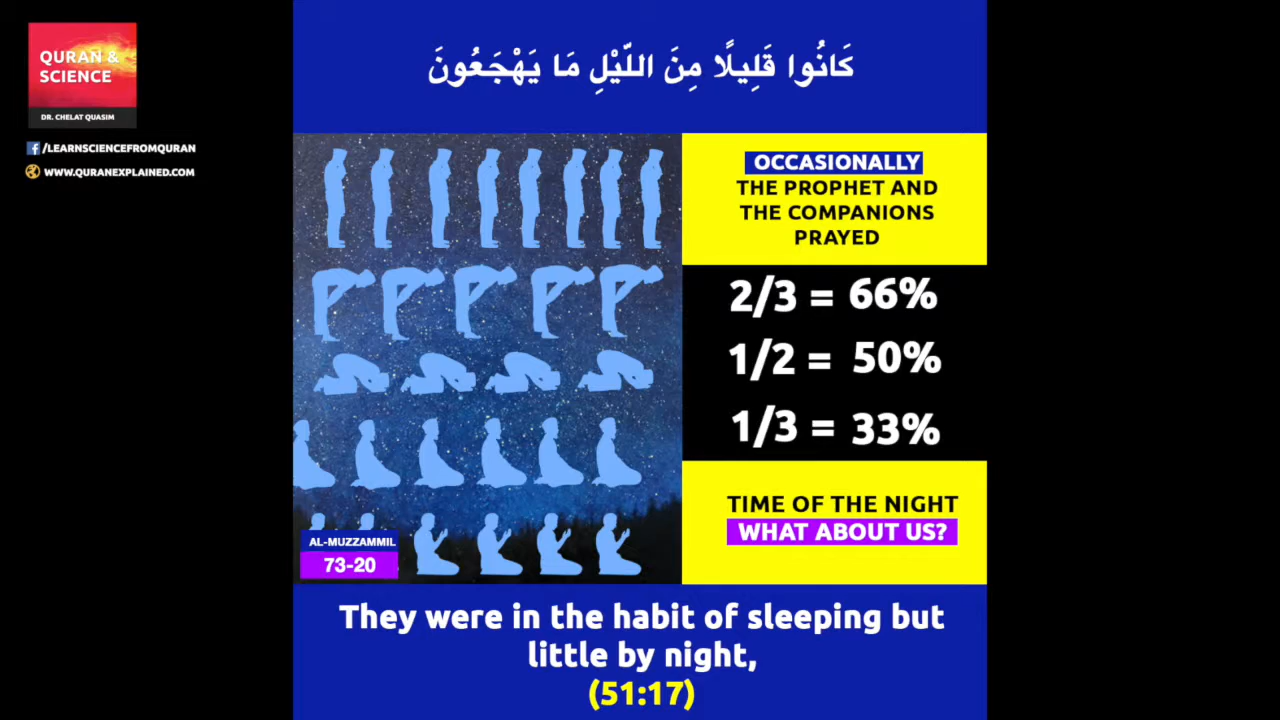 QURAN &
SCIENCE
DR. CHELAT QUASIM
/LEARNSCIENCEFROMQURAN
WWW.QURANEXPLAINED.COM
كَانُوا قَلِيلًا مِنَ اللَّيْلِ مَا يَهْجَعُونَ
OCCASIONALLY
THE PROPHET AND
THE COMPANIONS
PRAYED
2/3 = 66%
1/2 = 50%
1/3 = 33%
TIME OF THE NIGHT
WHAT ABOUT US?
AL-MUZZAMMIL
73-20
They were in the habit of sleeping but
little by night,
(51:17)